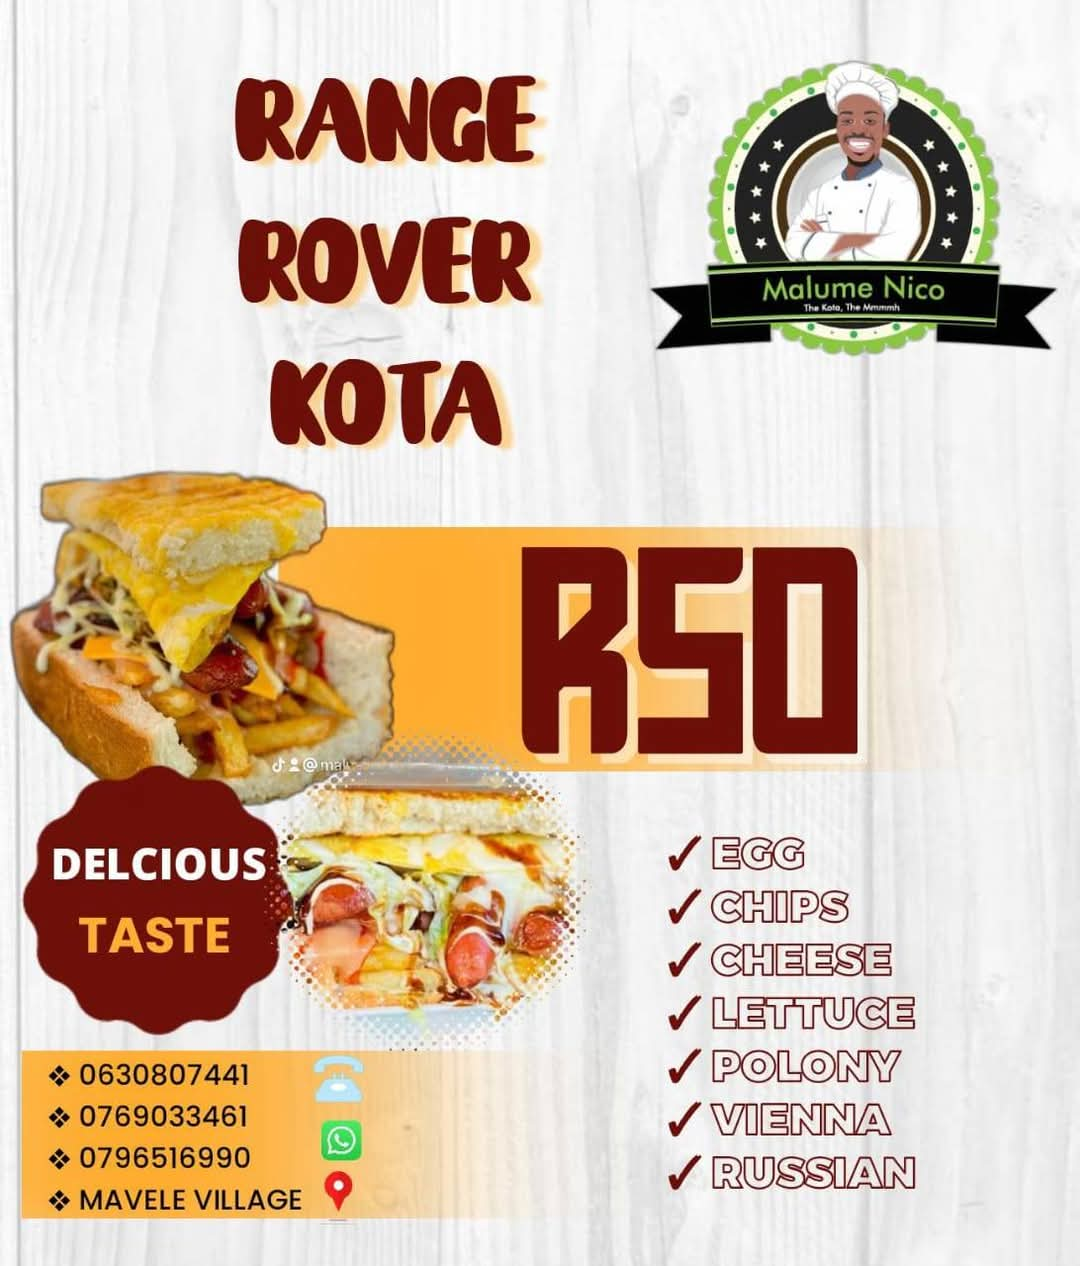 RANGE
ROVER
KOTA
Malume Nico
The Kota, The Mmmmh
R50
@malu
DELCIOUS
TASTE
EGG
CHIPS
CHEESE
LETTUCE
POLONY
VIENNA
RUSSIAN
0630807441
0769033461
0796516990
MAVELE VILLAGE